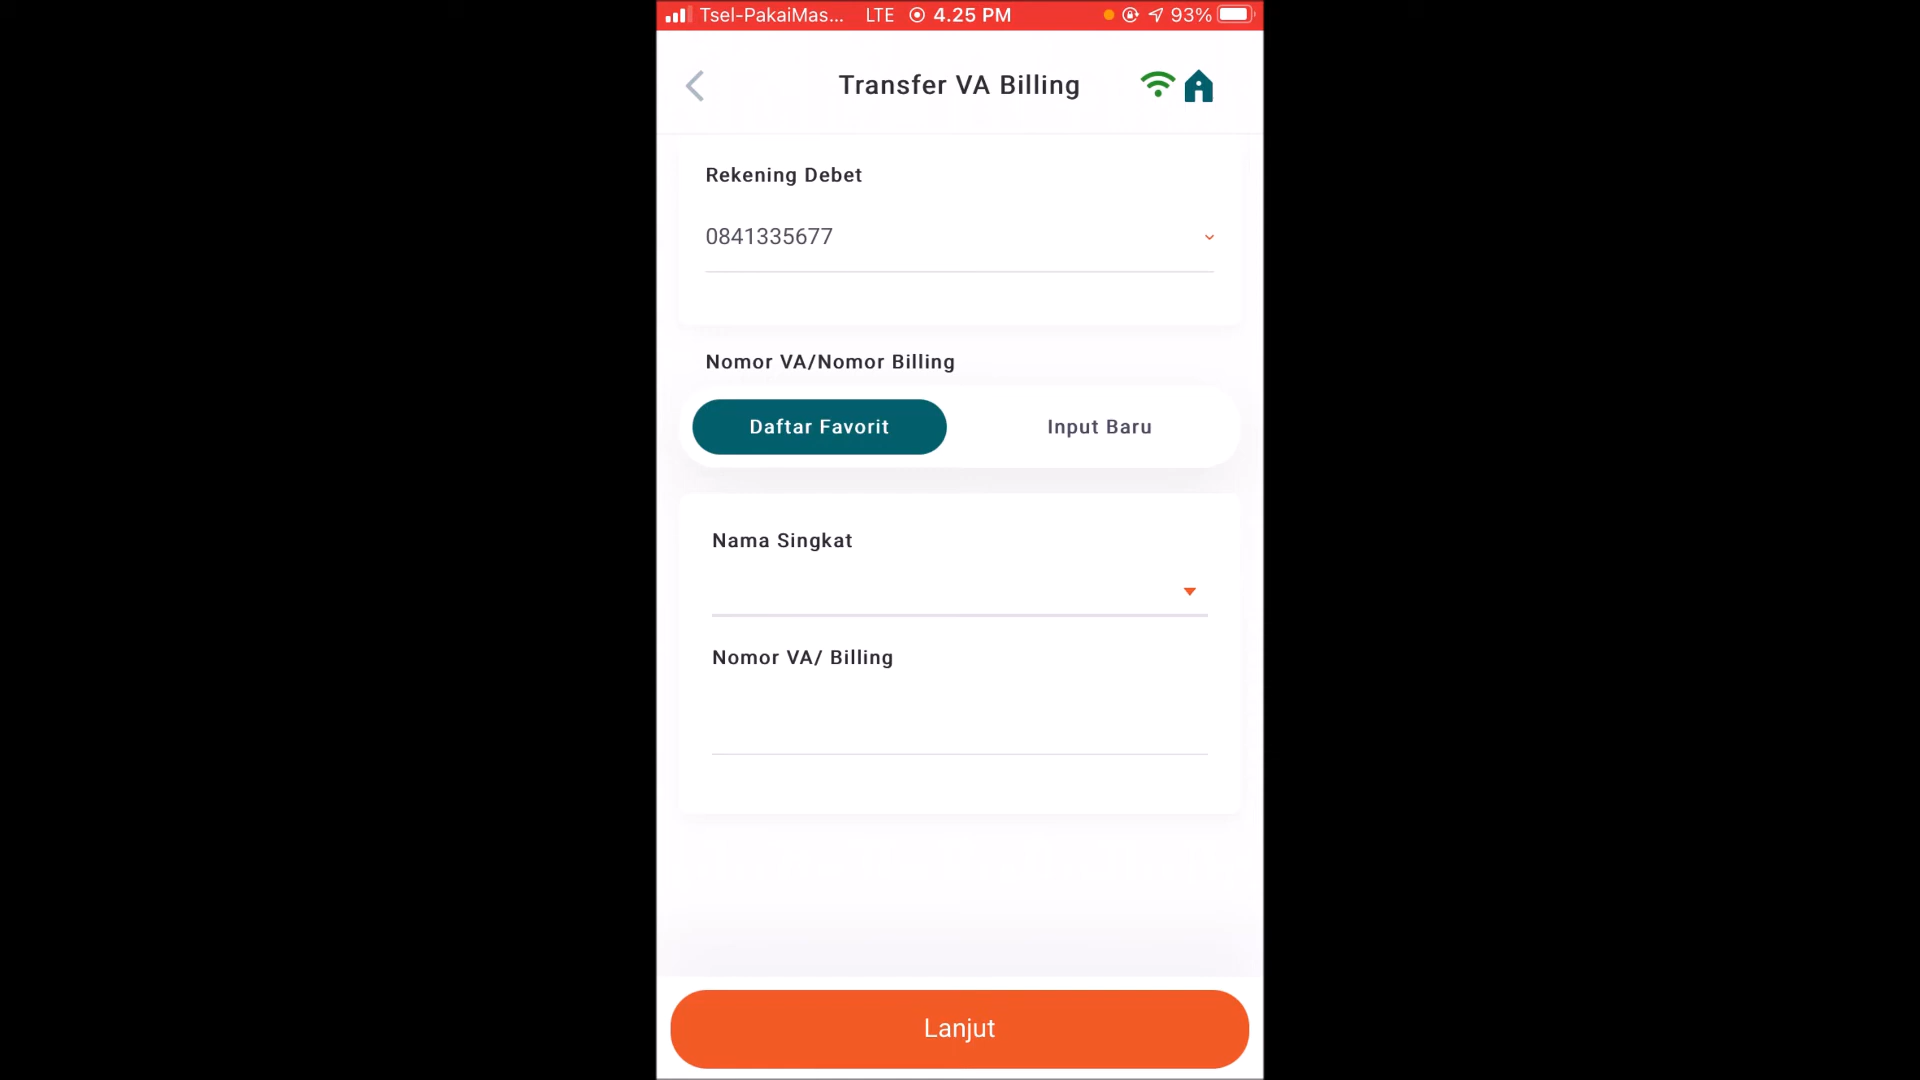 Tsel-PakaiMas... LTE 4.25 PM 93%
Transfer VA Billing
Rekening Debet
0841335677
Nomor VA/Nomor Billing
Daftar Favorit Input Baru
Nama Singkat
Nomor VA/ Billing
Lanjut